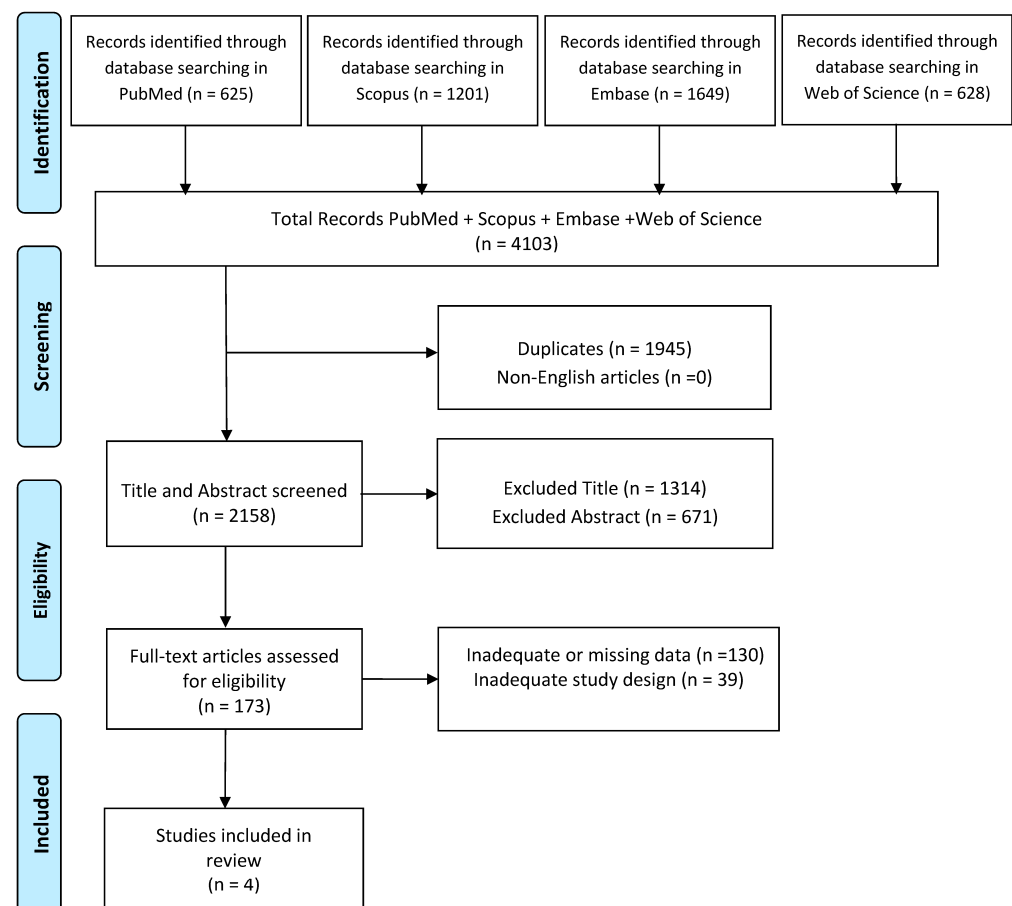 Identification
Records identified through
database searching in
PubMed (n = 625)
Records identified through
database searching in
Scopus (n = 1201)
Records identified through
database searching in
Embase (n = 1649)
Records identified through
database searching in
Web of Science (n = 628)
Total Records PubMed + Scopus + Embase +Web of Science
(n = 4103)
Screening
Duplicates (n = 1945)
Non-English articles (n =0)
Title and Abstract screened
(n = 2158)
Excluded Title (n = 1314)
Excluded Abstract (n = 671)
Eligibility
Full-text articles assessed
for eligibility
(n = 173)
Inadequate or missing data (n =130)
Inadequate study design (n = 39)
Included
Studies included in
review
(n = 4)